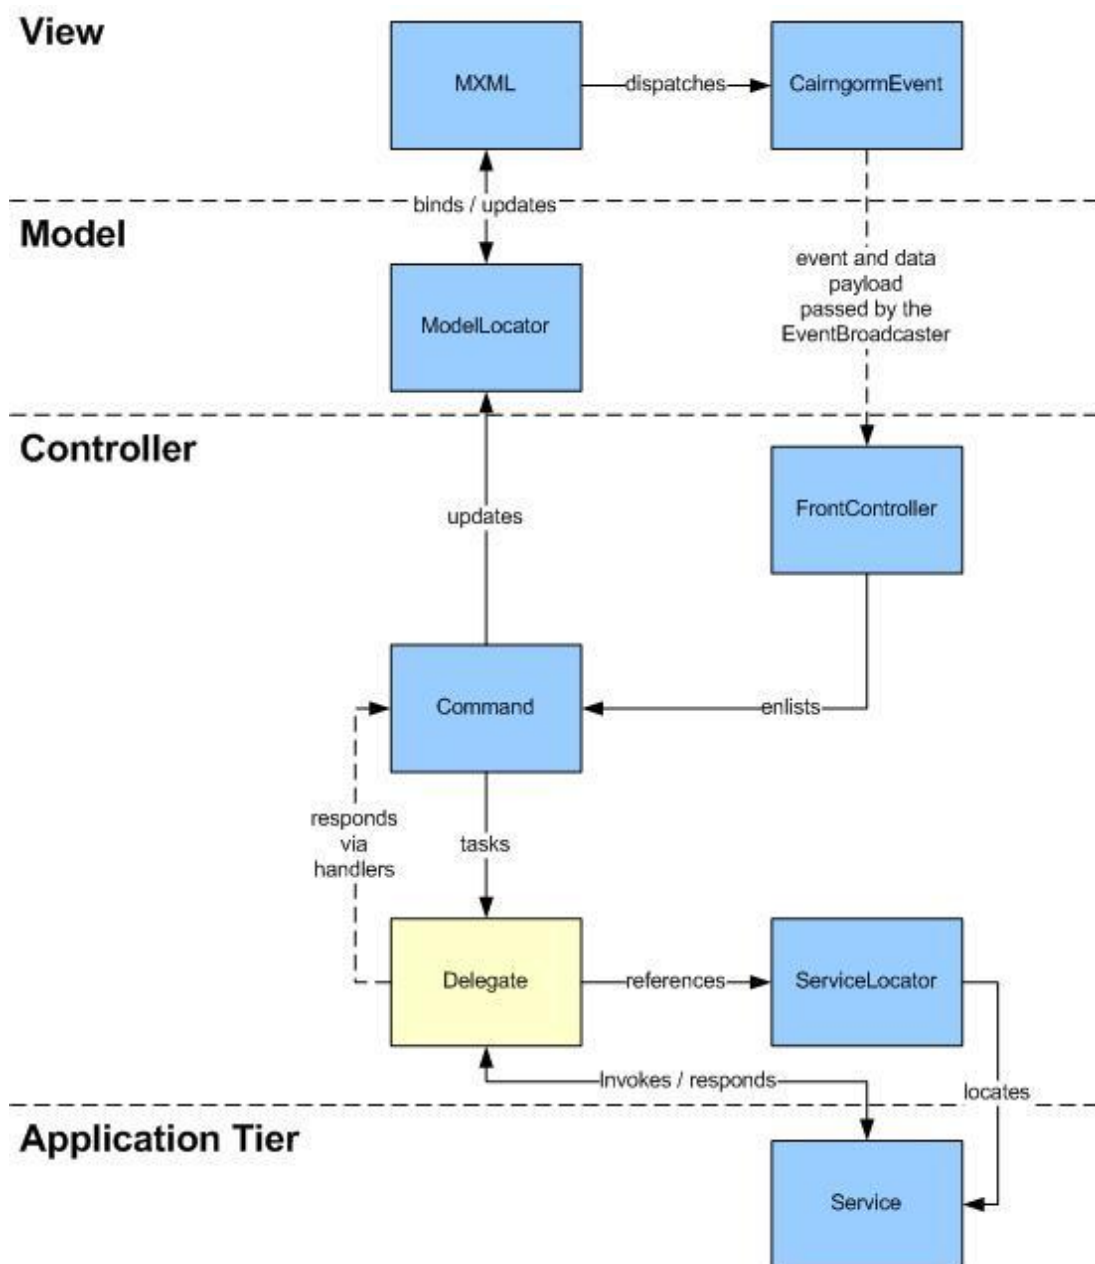 View
MXML
dispatches
CairngormEvent
binds / updates
Model
event and data
payload
passed by the
EventBroadcaster
ModelLocator
Controller
FrontController
updates
Command
enlists
responds
via
handlers
tasks
Delegate
references
ServiceLocator
Invokes / responds
locates
Application Tier
Service